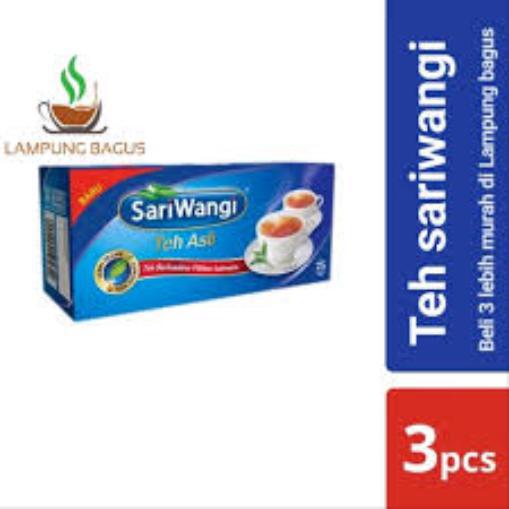 LAMPUNG BAGUS
BARU
SariWangi
Teh Asli
Teh sariwangi
Beli 3 lebih murah di Lampung bagus
3pcs